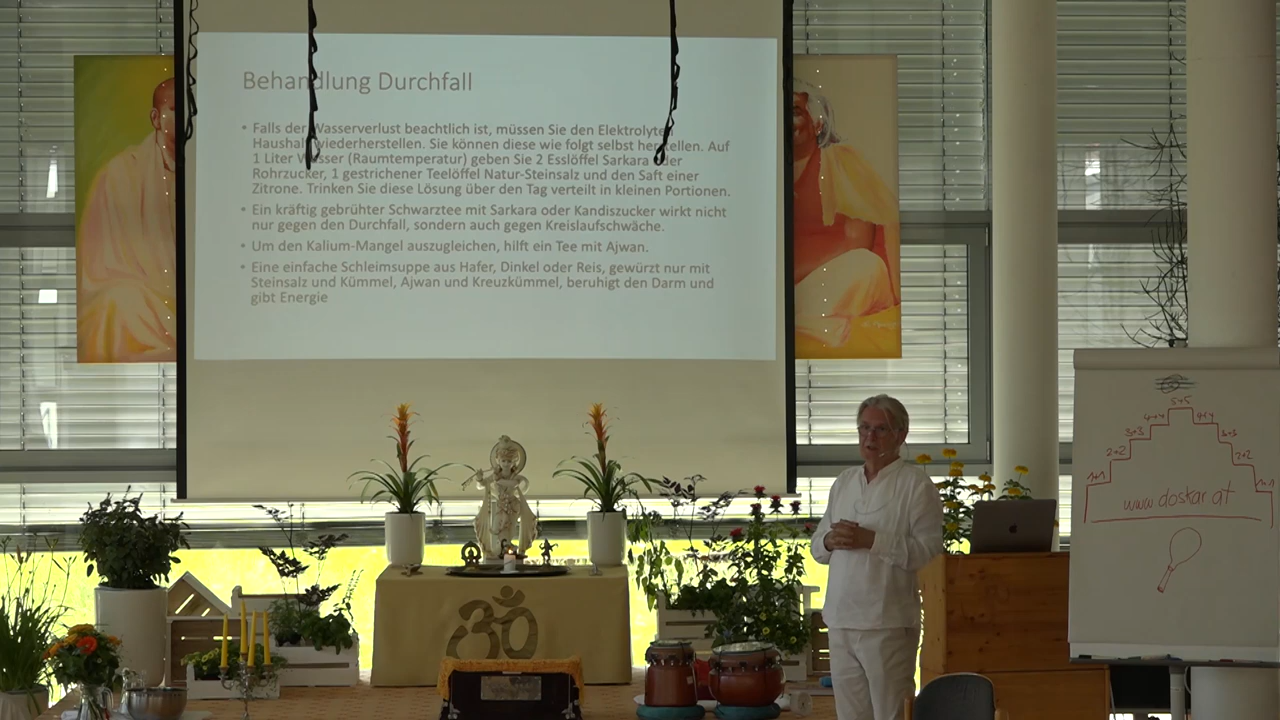 Behandlung Durchfall
• Falls der Wasserverlust beachtlich ist, müssen Sie den Elektrolyten
Haushalt wiederherstellen. Sie können diese wie folgt selbst herstellen. Auf
1 Liter Wasser (Raumtemperatur) geben Sie 2 Esslöffel Sarkara oder
Rohrzucker, 1 gestrichener Teelöffel Natur-Steinsalz und den Saft einer
Zitrone. Trinken Sie diese Lösung über den Tag verteilt in kleinen Portionen.
• Ein kräftig gebrühter Schwarztee mit Sarkara oder Kandiszucker wirkt nicht
nur gegen den Durchfall, sondern auch gegen Kreislaufschwäche.
• Um den Kalium-Mangel auszugleichen, hilft ein Tee mit Ajwan.
• Eine einfache Schleimsuppe aus Hafer, Dinkel oder Reis, gewürzt nur mit
Steinsalz und Kümmel, Ajwan und Kreuzkümmel, beruhigt den Darm und
gibt Energie
5+5
4+4 4+4
3+3 3+3
2+2 2+2
1+1 1+1
www.doskar.at
ॐ